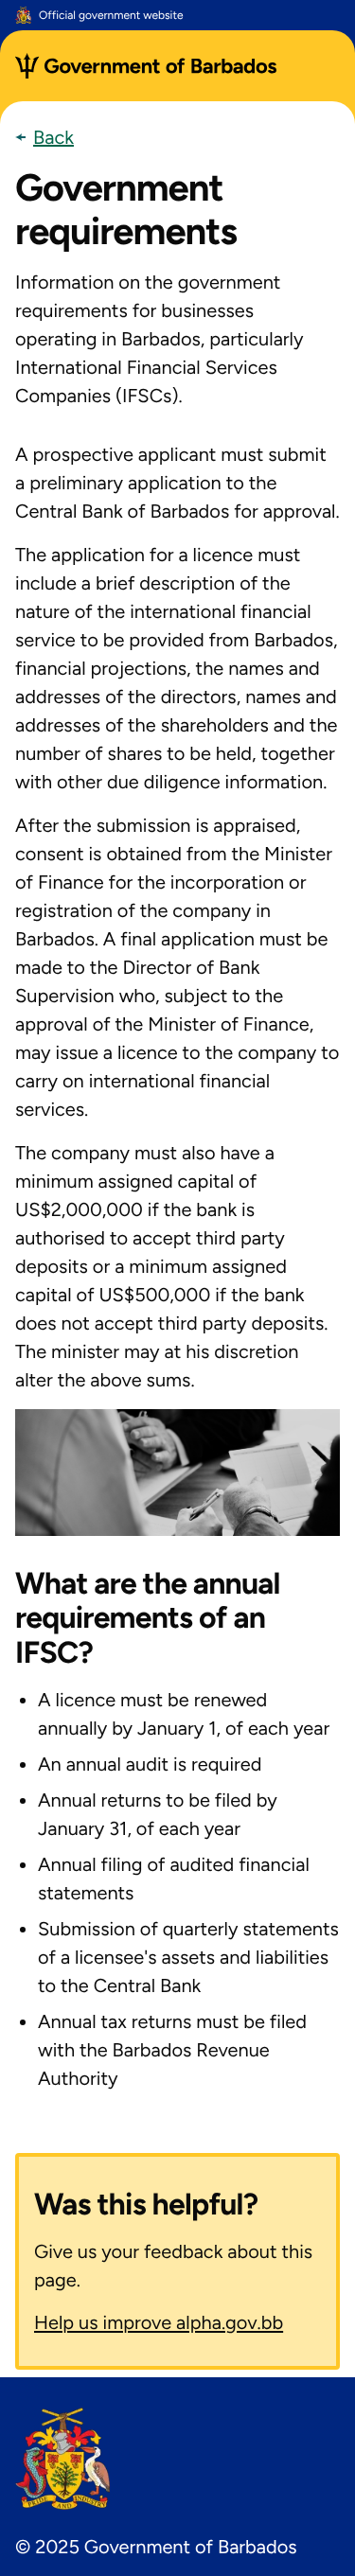 Official government website
Government of Barbados
Back
Government
requirements
Information on the government
requirements for businesses
operating in Barbados, particularly
International Financial Services
Companies (IFSCs).
A prospective applicant must submit
a preliminary application to the
Central Bank of Barbados for approval.
The application for a licence must
include a brief description of the
nature of the international financial
service to be provided from Barbados,
financial projections, the names and
addresses of the directors, names and
addresses of the shareholders and the
number of shares to be held, together
with other due diligence information.
After the submission is appraised,
consent is obtained from the Minister
of Finance for the incorporation or
registration of the company in
Barbados. A final application must be
made to the Director of Bank
Supervision who, subject to the
approval of the Minister of Finance,
may issue a licence to the company to
carry on international financial
services.
The company must also have a
minimum assigned capital of
US$2,000,000 if the bank is
authorised to accept third party
deposits or a minimum assigned
capital of US$500,000 if the bank
does not accept third party deposits.
The minister may at his discretion
alter the above sums.
What are the annual
requirements of an
IFSC?
• A licence must be renewed
annually by January 1, of each year
• An annual audit is required
• Annual returns to be filed by
January 31, of each year
• Annual filing of audited financial
statements
• Submission of quarterly statements
of a licensee's assets and liabilities
to the Central Bank
• Annual tax returns must be filed
with the Barbados Revenue
Authority
Was this helpful?
Give us your feedback about this
page.
Help us improve alpha.gov.bb
PRIDE AND INDUSTRY
© 2025 Government of Barbados